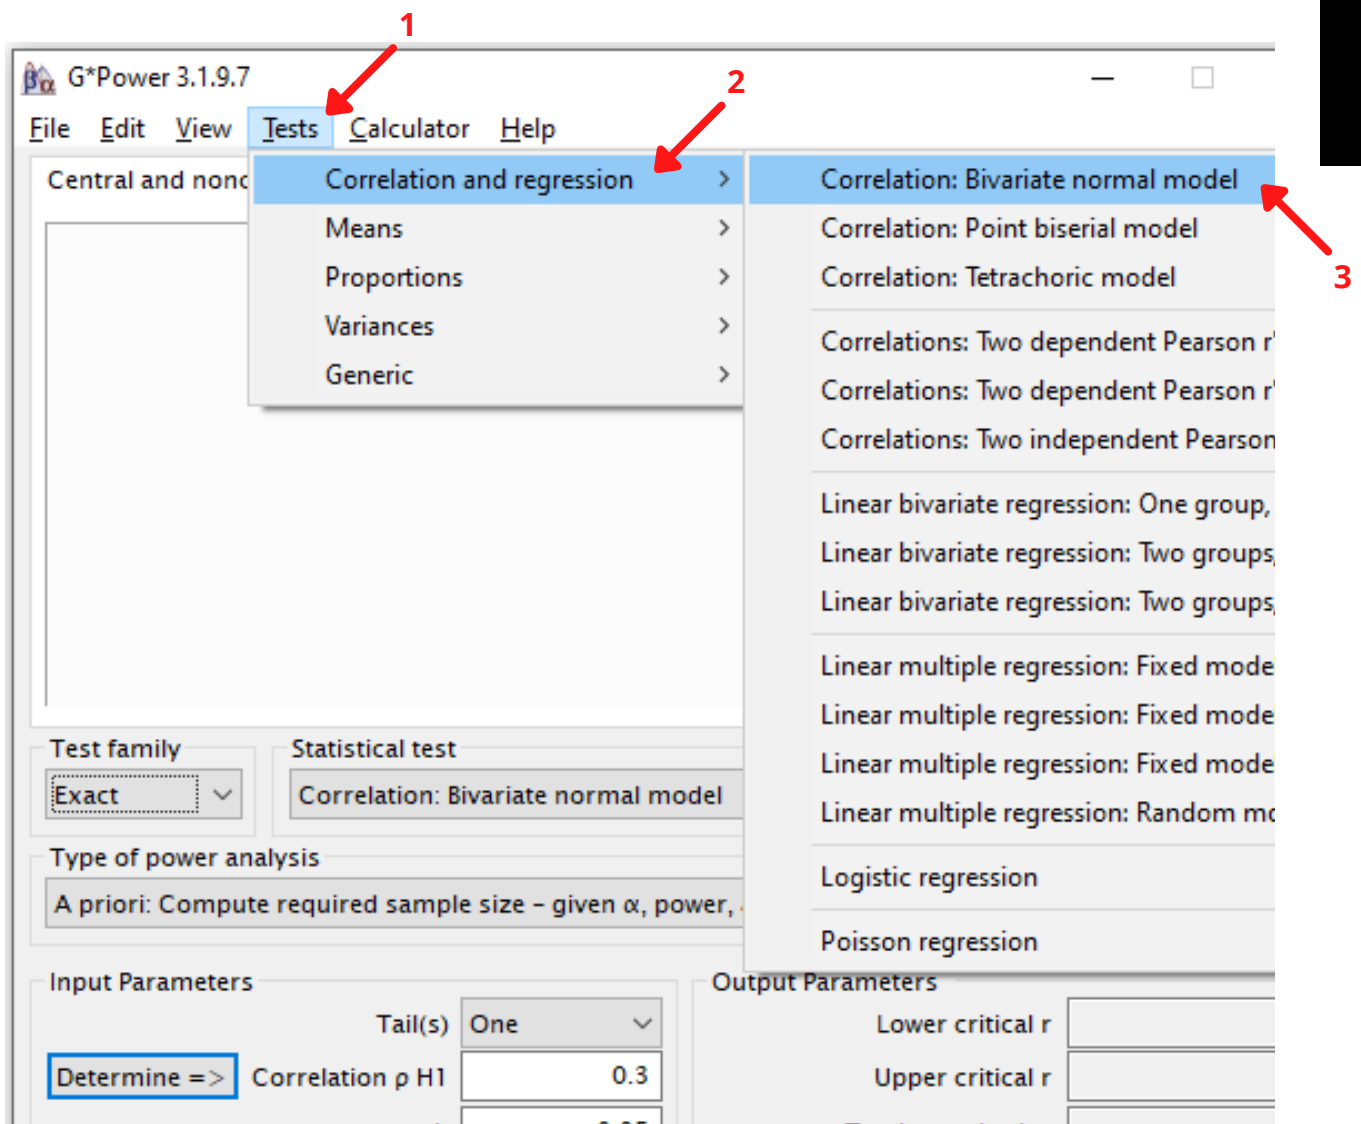 1
G*Power 3.1.9.7
2
File Edit View Tests Calculator Help
Central and nonc
Correlation and regression
Means
Proportions
Variances
Generic
Correlation: Bivariate normal model
3
Correlation: Point biserial model
Correlation: Tetrachoric model
Correlations: Two dependent Pearson r'
Correlations: Two dependent Pearson r'
Correlations: Two independent Pearson
Linear bivariate regression: One group,
Linear bivariate regression: Two groups,
Linear bivariate regression: Two groups,
Linear multiple regression: Fixed mode
Linear multiple regression: Fixed mode
Linear multiple regression: Fixed mode
Linear multiple regression: Random mo
Logistic regression
Poisson regression
Test family
Exact
Statistical test
Correlation: Bivariate normal model
Type of power analysis
A priori: Compute required sample size – given α, power,
Input Parameters
Tail(s) One
Determine => Correlation ρ H1 0.3
Output Parameters
Lower critical r
Upper critical r